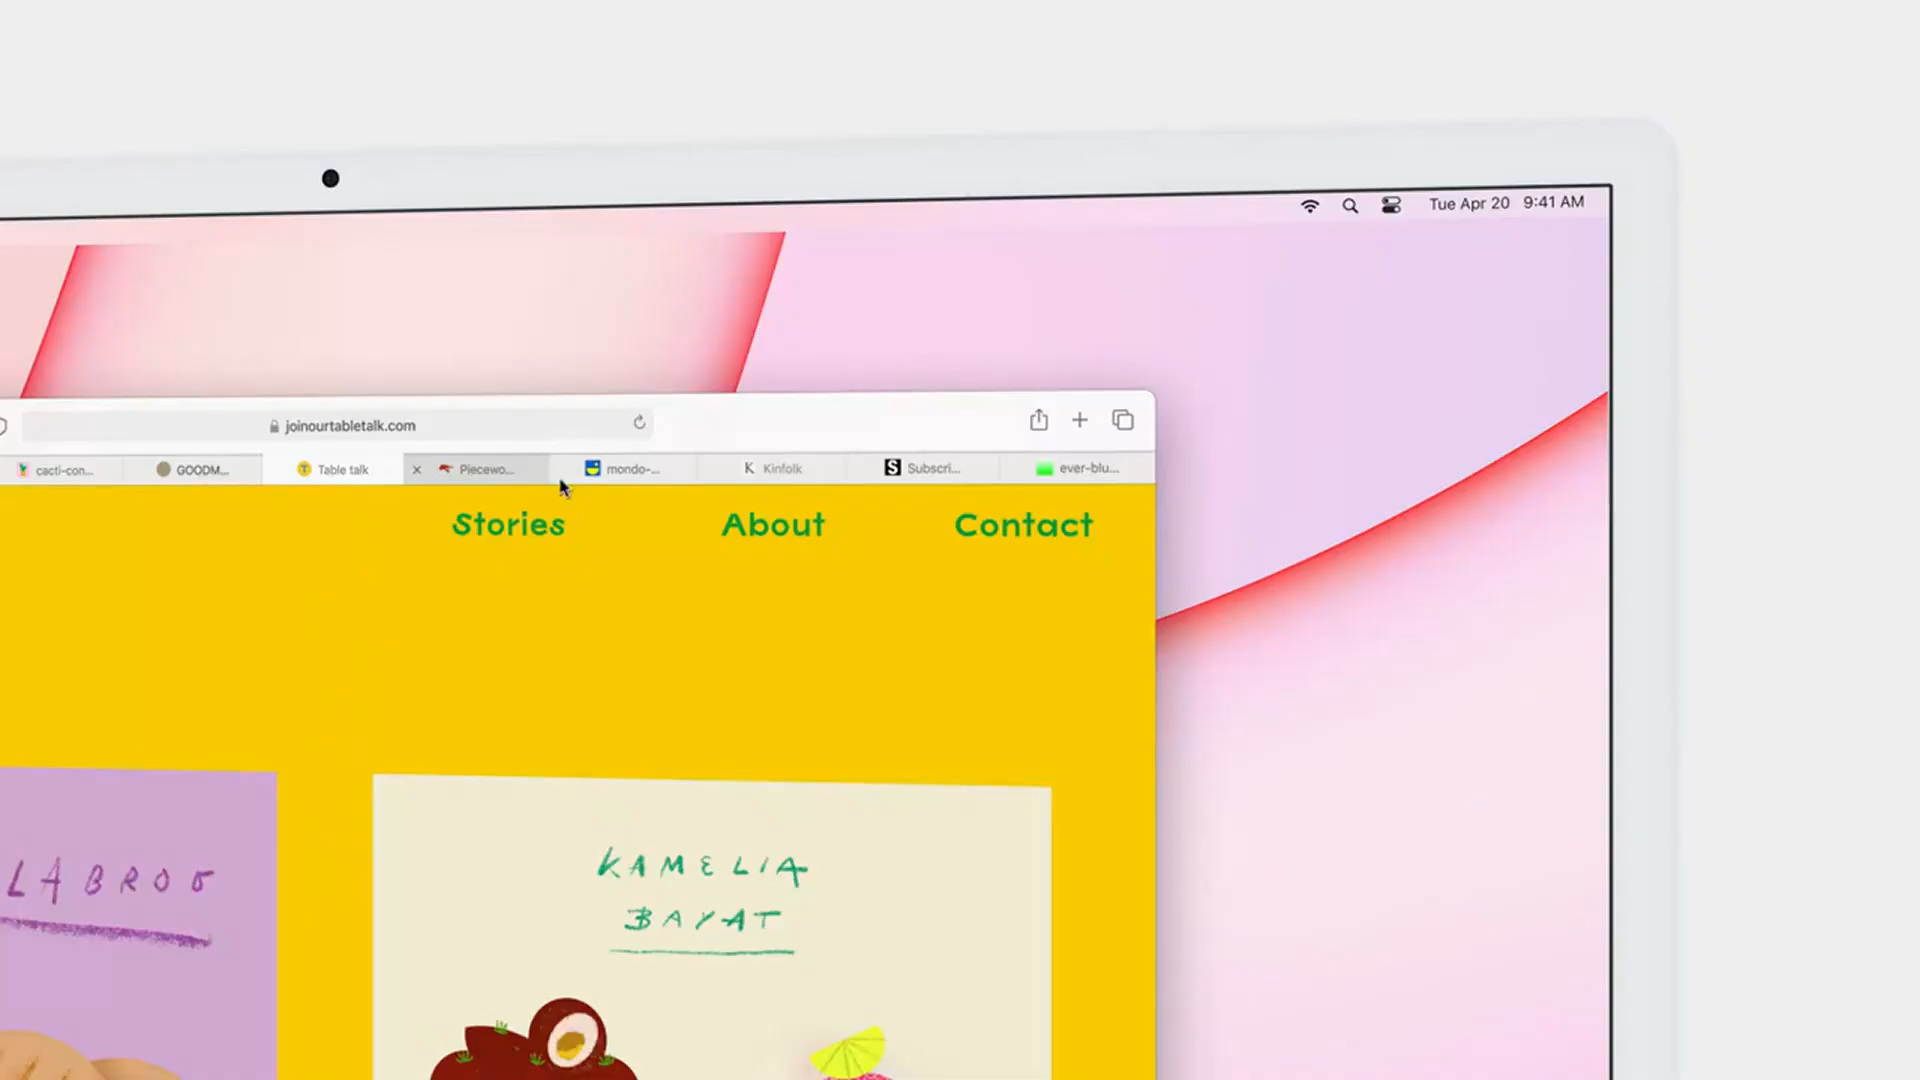 Tue Apr 20 9:41 AM
joinourtabletalk.com
cacti-con... GOODM... Table talk Piecewo... mondo-... K Kinfolk S Subscri... ever-blu...
Stories About Contact
LABROS
KAMELIA
BAYAT